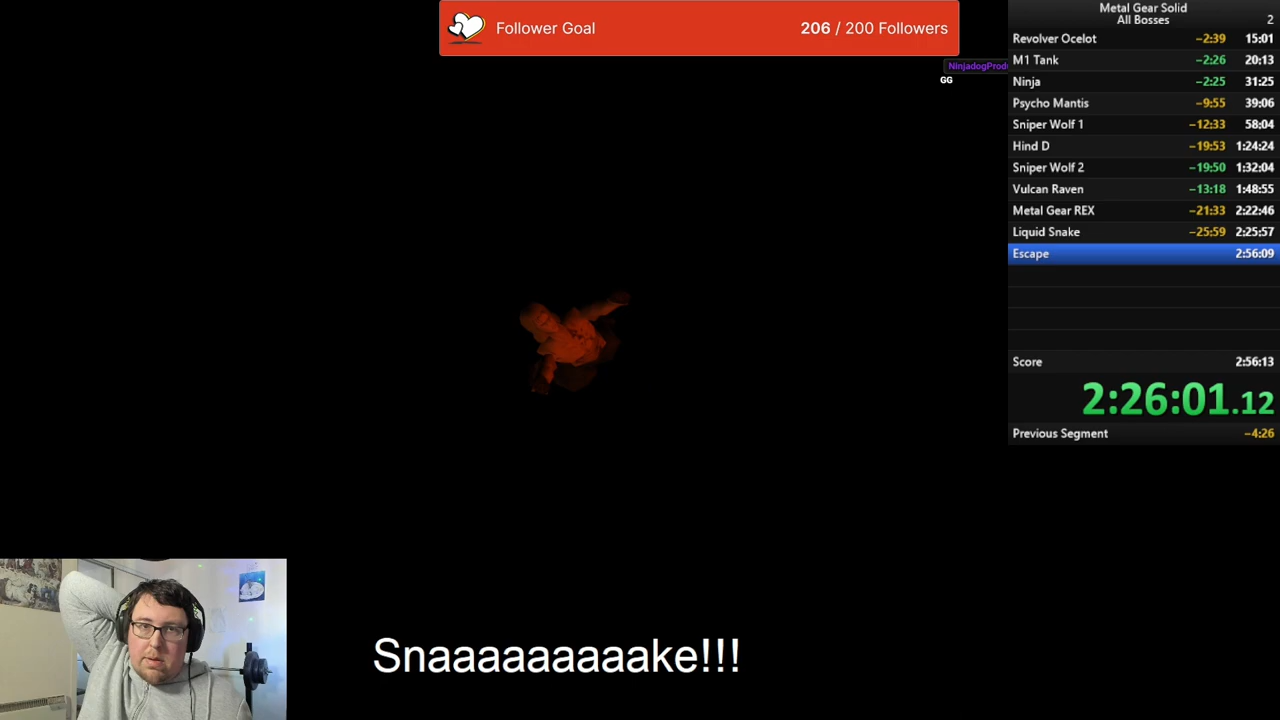 Follower Goal 206 / 200 Followers
NinjadogProdu
GG
Metal Gear Solid
All Bosses 2
Revolver Ocelot -2:39 15:01
M1 Tank -2:26 20:13
Ninja -2:25 31:25
Psycho Mantis -9:55 39:06
Sniper Wolf 1 -12:33 58:04
Hind D -19:53 1:24:24
Sniper Wolf 2 -19:50 1:32:04
Vulcan Raven -13:18 1:48:55
Metal Gear REX -21:33 2:22:46
Liquid Snake -25:59 2:25:57
Escape 2:56:09
Score 2:56:13
2:26:01.12
Previous Segment -4:26
Snaaaaaaaaake!!!